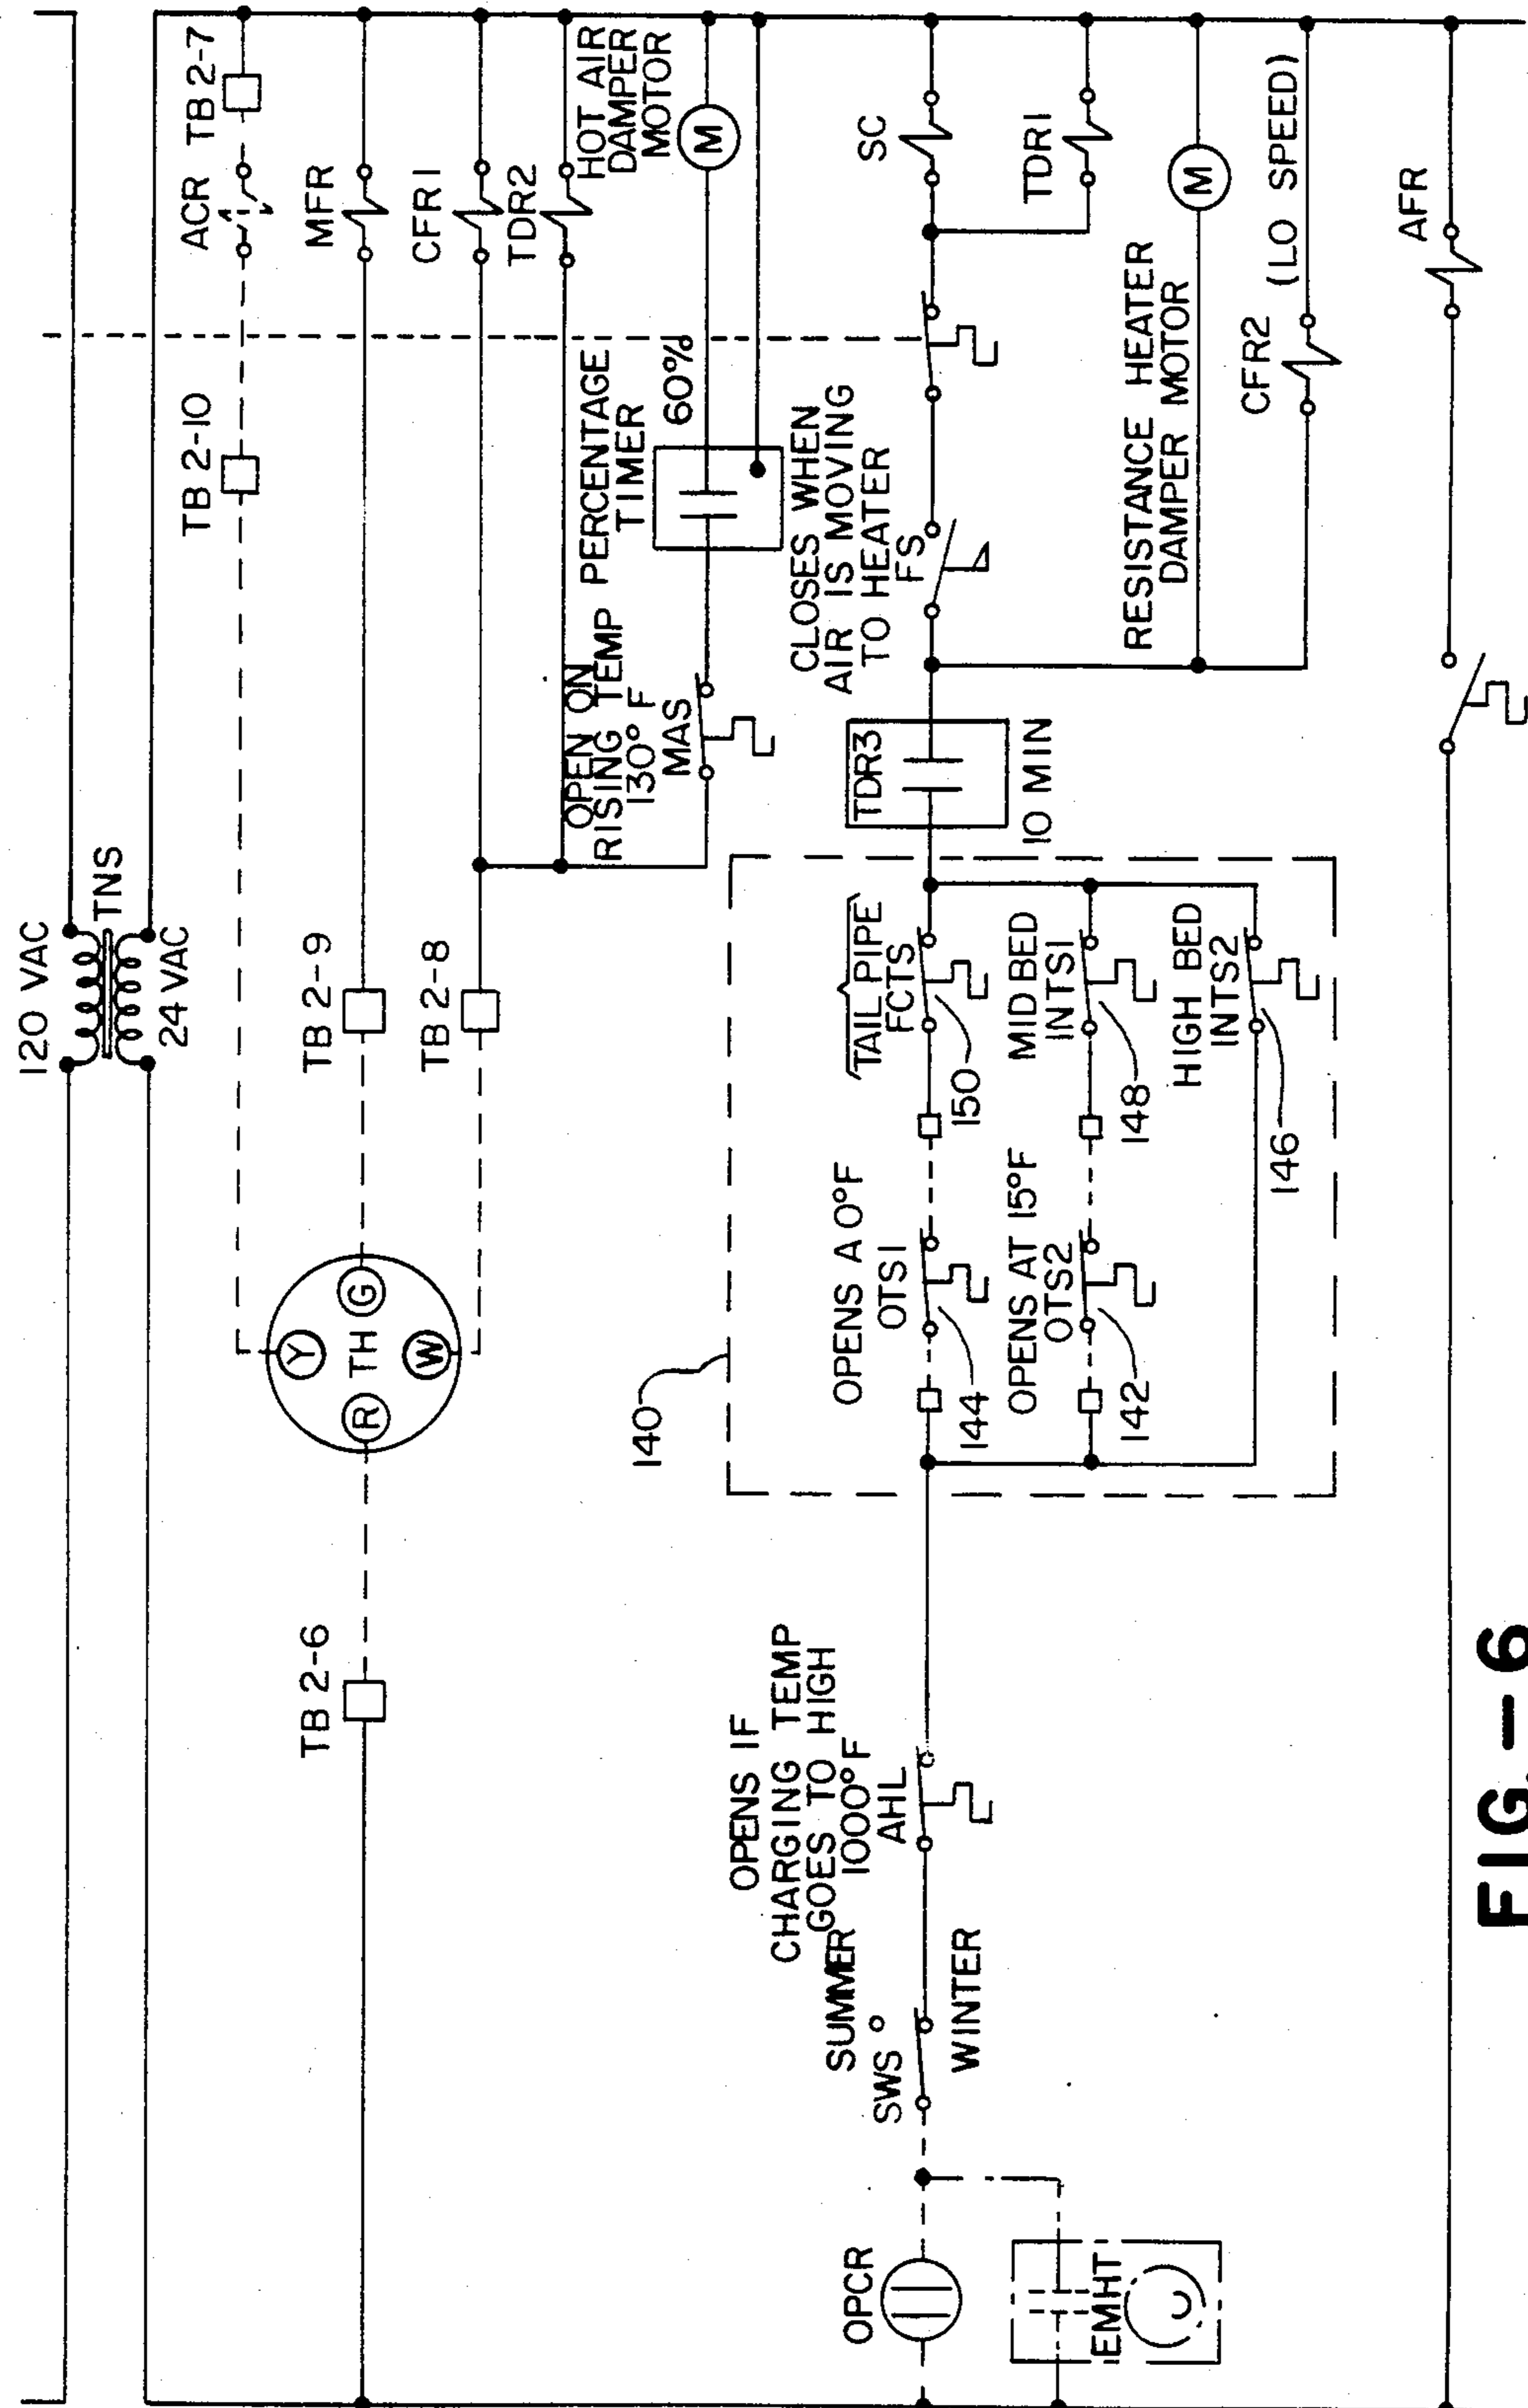 120 VAC
TNS
24 VAC
ACR TB 2-7
TB 2-10
MFR
TB 2-9
CFR1
TB 2-8
TDR2
Y
R TH G
W
TB 2-6
HOT AIR
DAMPER
MOTOR
M
PERCENTAGE
TIMER
60%
OPEN ON
RISING TEMP
130° F
MAS
CLOSES WHEN
AIR IS MOVING
TO HEATER
FS
SC
TDR1
TDR3
10 MIN
RESISTANCE HEATER
DAMPER MOTOR
M
CFR2 (LO SPEED)
AFR
140
TAIL PIPE
FCTS
150
OPENS A 0°F
OTS1
144
MID BED
INTS1
148
OPENS AT 15°F
OTS2
142
HIGH BED
INTS2
146
OPENS IF
CHARGING TEMP
GOES TO HIGH
1000° F
AHL
SUMMER
SWS
WINTER
OPCR
EMHT
FIG.-6